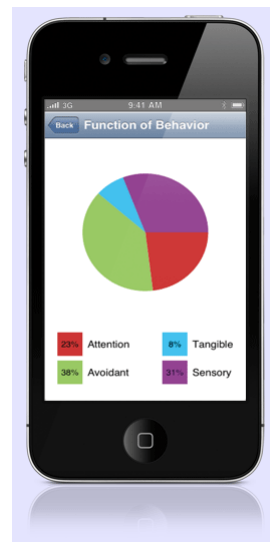 3G 9:41 AM
Back Function of Behavior
23% Attention 8% Tangible
38% Avoidant 31% Sensory